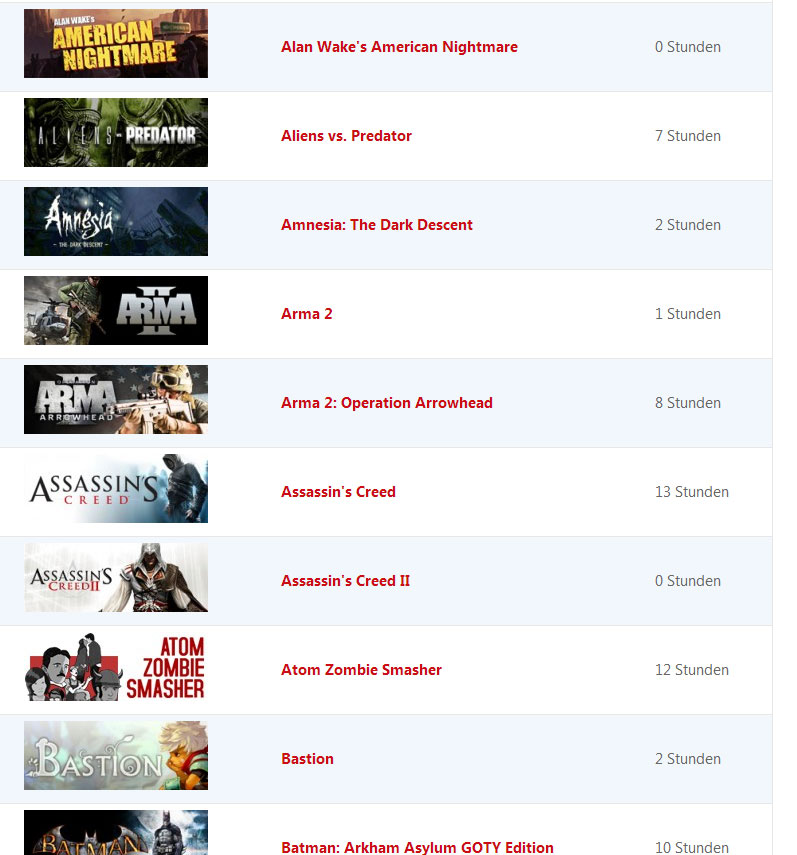 ALAN WAKE'S
AMERICAN
NIGHTMARE
Alan Wake's American Nightmare
0 Stunden
ALIENS VS PREDATOR
Aliens vs. Predator
7 Stunden
Amnesia
- THE DARK DESCENT -
Amnesia: The Dark Descent
2 Stunden
ARMA II
Arma 2
1 Stunden
OPERATION
ARMA II
ARROWHEAD
Arma 2: Operation Arrowhead
8 Stunden
ASSASSIN'S
CREED
Assassin's Creed
13 Stunden
ASSASSIN'S
CREED II
Assassin's Creed II
0 Stunden
ATOM
ZOMBIE
SMASHER
Atom Zombie Smasher
12 Stunden
BASTION
Bastion
2 Stunden
BATMAN
Batman: Arkham Asylum GOTY Edition
10 Stunden